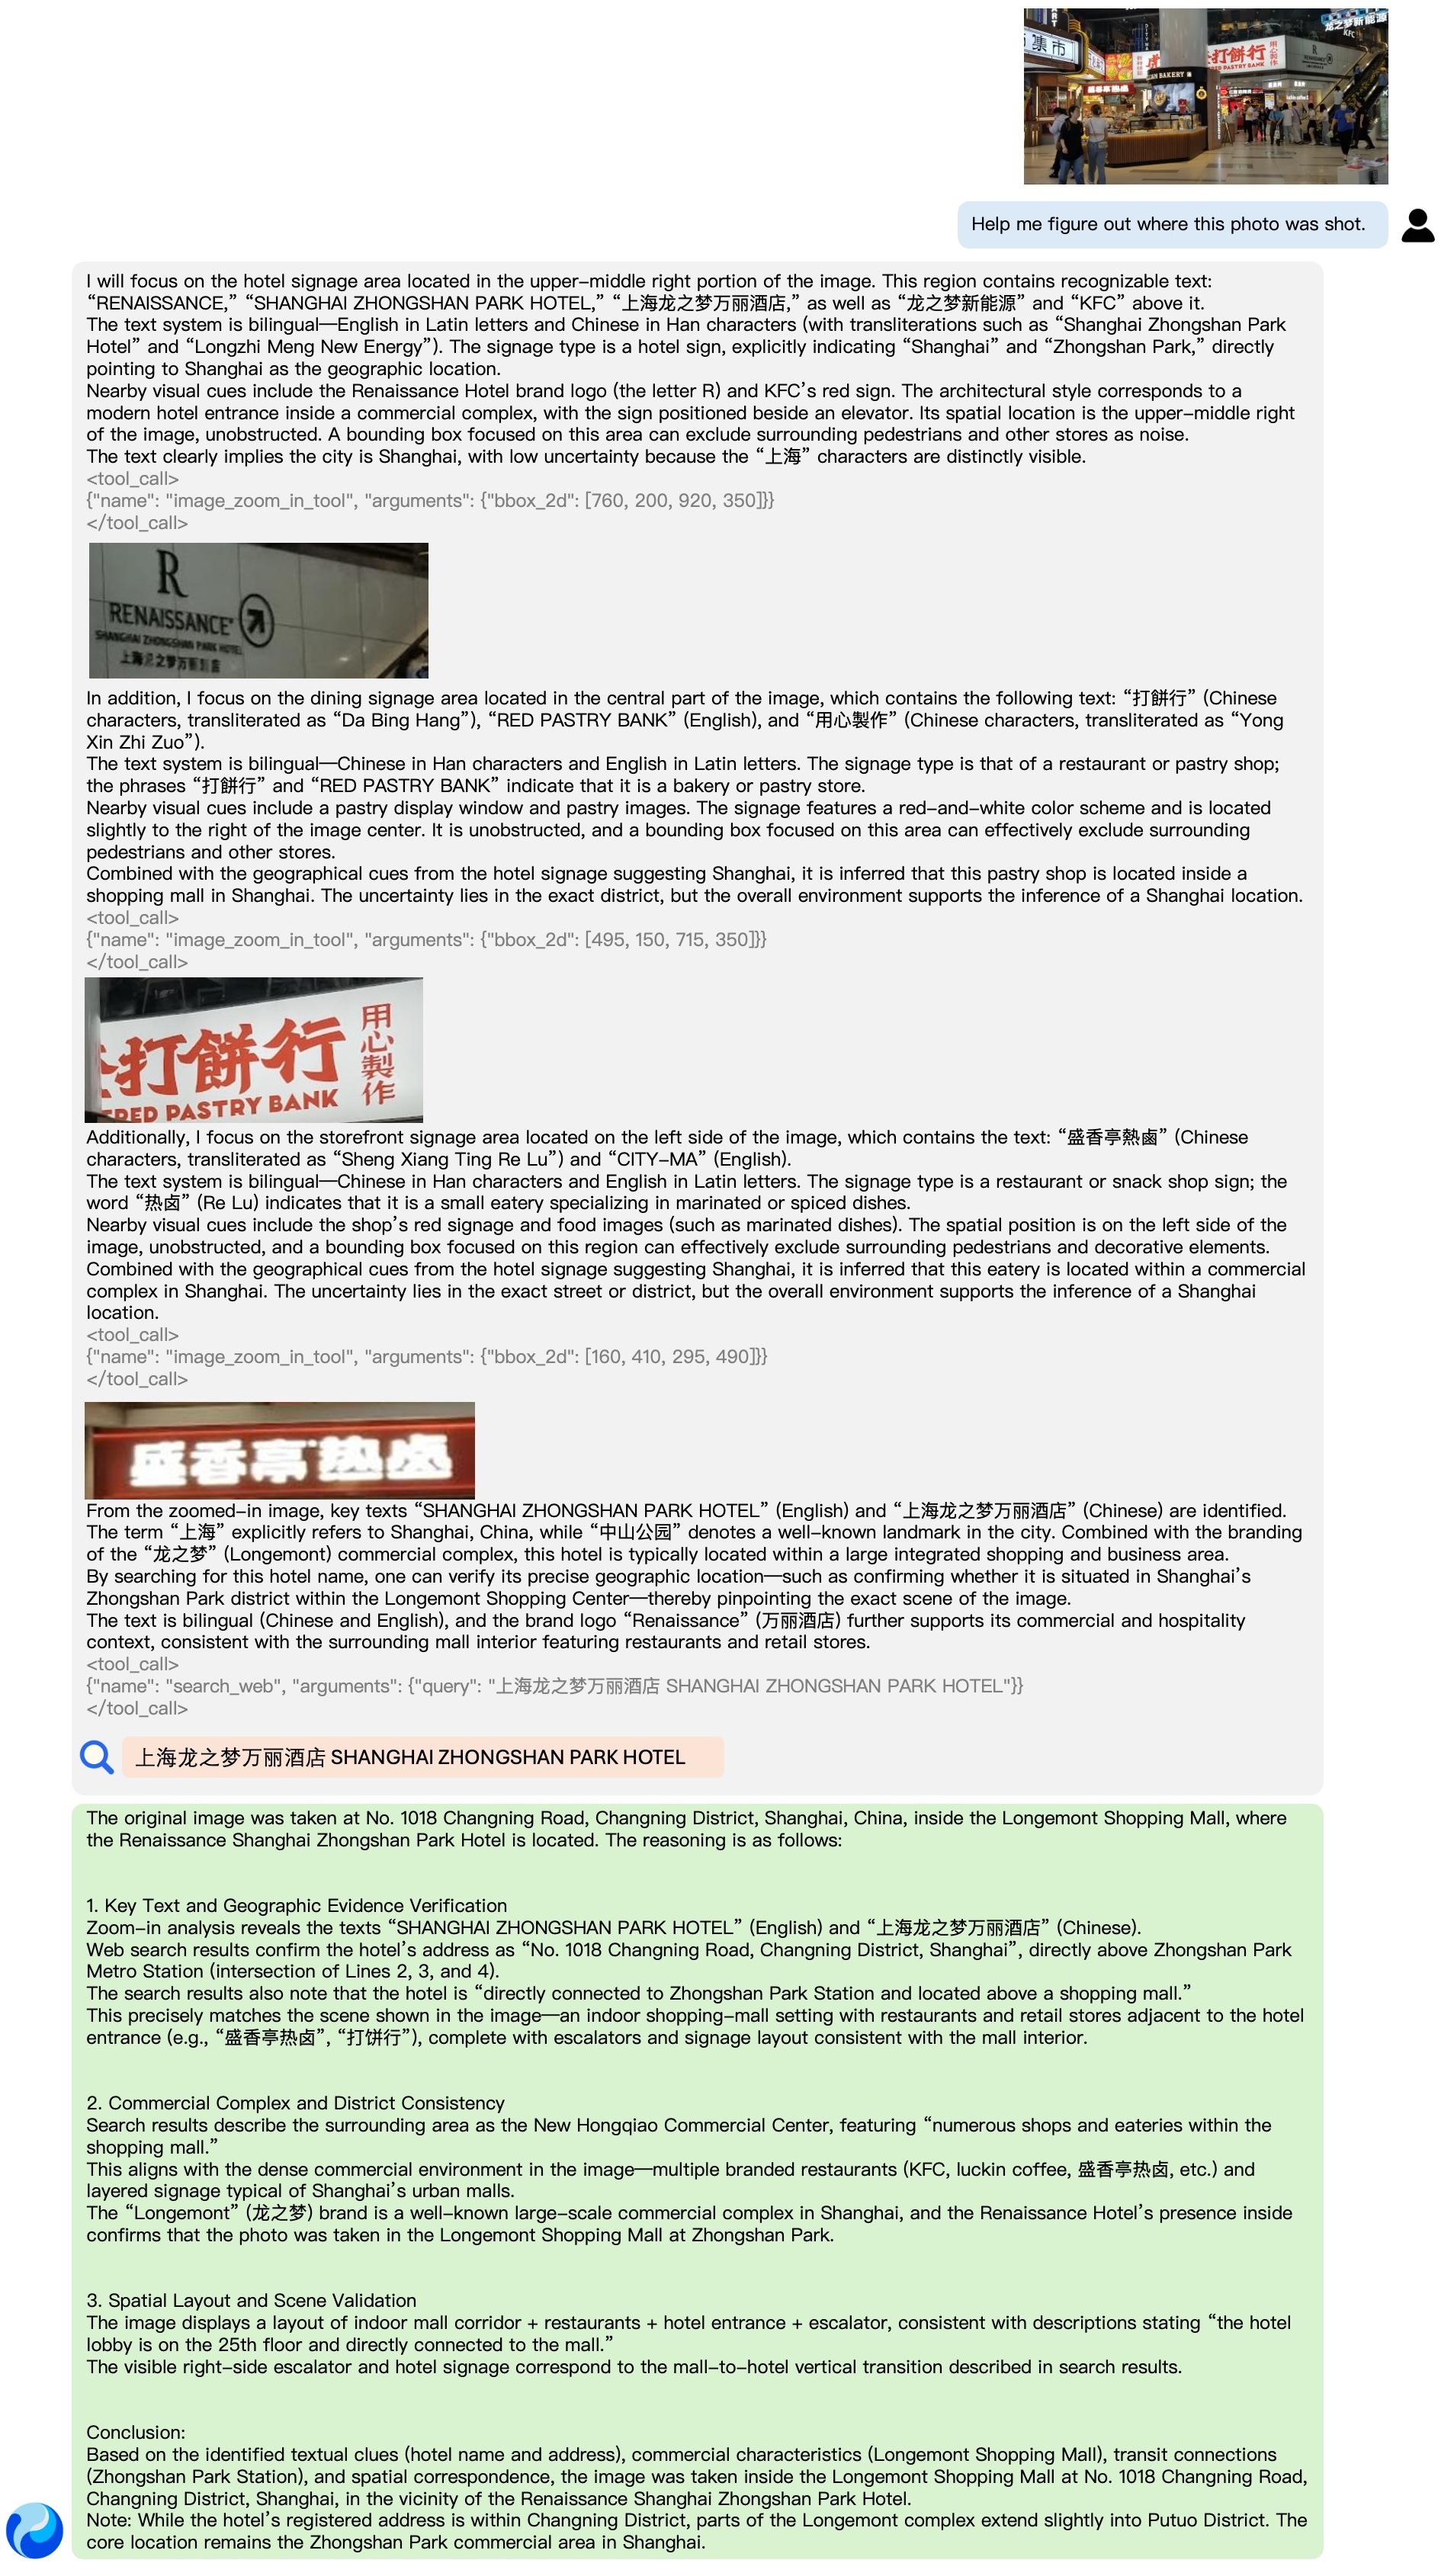 集市
打餅行
用心製作
RED PASTRY BANK
R
龙之梦新能源
KFC
盛香亭热卤
AN BAKERY
Help me figure out where this photo was shot.
I will focus on the hotel signage area located in the upper-middle right portion of the image. This region contains recognizable text:
“RENAISSANCE,” “SHANGHAI ZHONGSHAN PARK HOTEL,” “上海龙之梦万丽酒店,” as well as “龙之梦新能源” and “KFC” above it.
The text system is bilingual—English in Latin letters and Chinese in Han characters (with transliterations such as “Shanghai Zhongshan Park
Hotel” and “Longzhi Meng New Energy”). The signage type is a hotel sign, explicitly indicating “Shanghai” and “Zhongshan Park,” directly
pointing to Shanghai as the geographic location.
Nearby visual cues include the Renaissance Hotel brand logo (the letter R) and KFC’s red sign. The architectural style corresponds to a
modern hotel entrance inside a commercial complex, with the sign positioned beside an elevator. Its spatial location is the upper-middle right
of the image, unobstructed. A bounding box focused on this area can exclude surrounding pedestrians and other stores as noise.
The text clearly implies the city is Shanghai, with low uncertainty because the “上海” characters are distinctly visible.
<tool_call>
{"name": "image_zoom_in_tool", "arguments": {"bbox_2d": [760, 200, 920, 350]}}
</tool_call>
R
RENAISSANCE
SHANGHAI ZHONGSHAN PARK HOTEL
上海龙之梦万丽酒店
In addition, I focus on the dining signage area located in the central part of the image, which contains the following text: “打餅行” (Chinese
characters, transliterated as “Da Bing Hang”), “RED PASTRY BANK” (English), and “用心製作” (Chinese characters, transliterated as “Yong
Xin Zhi Zuo”).
The text system is bilingual—Chinese in Han characters and English in Latin letters. The signage type is that of a restaurant or pastry shop;
the phrases “打餅行” and “RED PASTRY BANK” indicate that it is a bakery or pastry store.
Nearby visual cues include a pastry display window and pastry images. The signage features a red-and-white color scheme and is located
slightly to the right of the image center. It is unobstructed, and a bounding box focused on this area can effectively exclude surrounding
pedestrians and other stores.
Combined with the geographical cues from the hotel signage suggesting Shanghai, it is inferred that this pastry shop is located inside a
shopping mall in Shanghai. The uncertainty lies in the exact district, but the overall environment supports the inference of a Shanghai location.
<tool_call>
{"name": "image_zoom_in_tool", "arguments": {"bbox_2d": [495, 150, 715, 350]}}
</tool_call>
打餅行
用心製作
RED PASTRY BANK
Additionally, I focus on the storefront signage area located on the left side of the image, which contains the text: “盛香亭熱鹵” (Chinese
characters, transliterated as “Sheng Xiang Ting Re Lu”) and “CITY-MA” (English).
The text system is bilingual—Chinese in Han characters and English in Latin letters. The signage type is a restaurant or snack shop sign; the
word “热卤” (Re Lu) indicates that it is a small eatery specializing in marinated or spiced dishes.
Nearby visual cues include the shop’s red signage and food images (such as marinated dishes). The spatial position is on the left side of the
image, unobstructed, and a bounding box focused on this region can effectively exclude surrounding pedestrians and decorative elements.
Combined with the geographical cues from the hotel signage suggesting Shanghai, it is inferred that this eatery is located within a commercial
complex in Shanghai. The uncertainty lies in the exact street or district, but the overall environment supports the inference of a Shanghai
location.
<tool_call>
{"name": "image_zoom_in_tool", "arguments": {"bbox_2d": [160, 410, 295, 490]}}
</tool_call>
盛香亭热卤
From the zoomed-in image, key texts “SHANGHAI ZHONGSHAN PARK HOTEL” (English) and “上海龙之梦万丽酒店” (Chinese) are identified.
The term “上海” explicitly refers to Shanghai, China, while “中山公园” denotes a well-known landmark in the city. Combined with the branding
of the “龙之梦” (Longemont) commercial complex, this hotel is typically located within a large integrated shopping and business area.
By searching for this hotel name, one can verify its precise geographic location—such as confirming whether it is situated in Shanghai’s
Zhongshan Park district within the Longemont Shopping Center—thereby pinpointing the exact scene of the image.
The text is bilingual (Chinese and English), and the brand logo “Renaissance” (万丽酒店) further supports its commercial and hospitality
context, consistent with the surrounding mall interior featuring restaurants and retail stores.
<tool_call>
{"name": "search_web", "arguments": {"query": "上海龙之梦万丽酒店 SHANGHAI ZHONGSHAN PARK HOTEL"}}
</tool_call>
上海龙之梦万丽酒店 SHANGHAI ZHONGSHAN PARK HOTEL
The original image was taken at No. 1018 Changning Road, Changning District, Shanghai, China, inside the Longemont Shopping Mall, where
the Renaissance Shanghai Zhongshan Park Hotel is located. The reasoning is as follows:
1. Key Text and Geographic Evidence Verification
Zoom-in analysis reveals the texts “SHANGHAI ZHONGSHAN PARK HOTEL” (English) and “上海龙之梦万丽酒店” (Chinese).
Web search results confirm the hotel’s address as “No. 1018 Changning Road, Changning District, Shanghai”, directly above Zhongshan Park
Metro Station (intersection of Lines 2, 3, and 4).
The search results also note that the hotel is “directly connected to Zhongshan Park Station and located above a shopping mall.”
This precisely matches the scene shown in the image—an indoor shopping-mall setting with restaurants and retail stores adjacent to the hotel
entrance (e.g., “盛香亭热卤”, “打饼行”), complete with escalators and signage layout consistent with the mall interior.
2. Commercial Complex and District Consistency
Search results describe the surrounding area as the New Hongqiao Commercial Center, featuring “numerous shops and eateries within the
shopping mall.”
This aligns with the dense commercial environment in the image—multiple branded restaurants (KFC, luckin coffee, 盛香亭热卤, etc.) and
layered signage typical of Shanghai’s urban malls.
The “Longemont” (龙之梦) brand is a well-known large-scale commercial complex in Shanghai, and the Renaissance Hotel’s presence inside
confirms that the photo was taken in the Longemont Shopping Mall at Zhongshan Park.
3. Spatial Layout and Scene Validation
The image displays a layout of indoor mall corridor + restaurants + hotel entrance + escalator, consistent with descriptions stating “the hotel
lobby is on the 25th floor and directly connected to the mall.”
The visible right-side escalator and hotel signage correspond to the mall-to-hotel vertical transition described in search results.
Conclusion:
Based on the identified textual clues (hotel name and address), commercial characteristics (Longemont Shopping Mall), transit connections
(Zhongshan Park Station), and spatial correspondence, the image was taken inside the Longemont Shopping Mall at No. 1018 Changning Road,
Changning District, Shanghai, in the vicinity of the Renaissance Shanghai Zhongshan Park Hotel.
Note: While the hotel’s registered address is within Changning District, parts of the Longemont complex extend slightly into Putuo District. The
core location remains the Zhongshan Park commercial area in Shanghai.